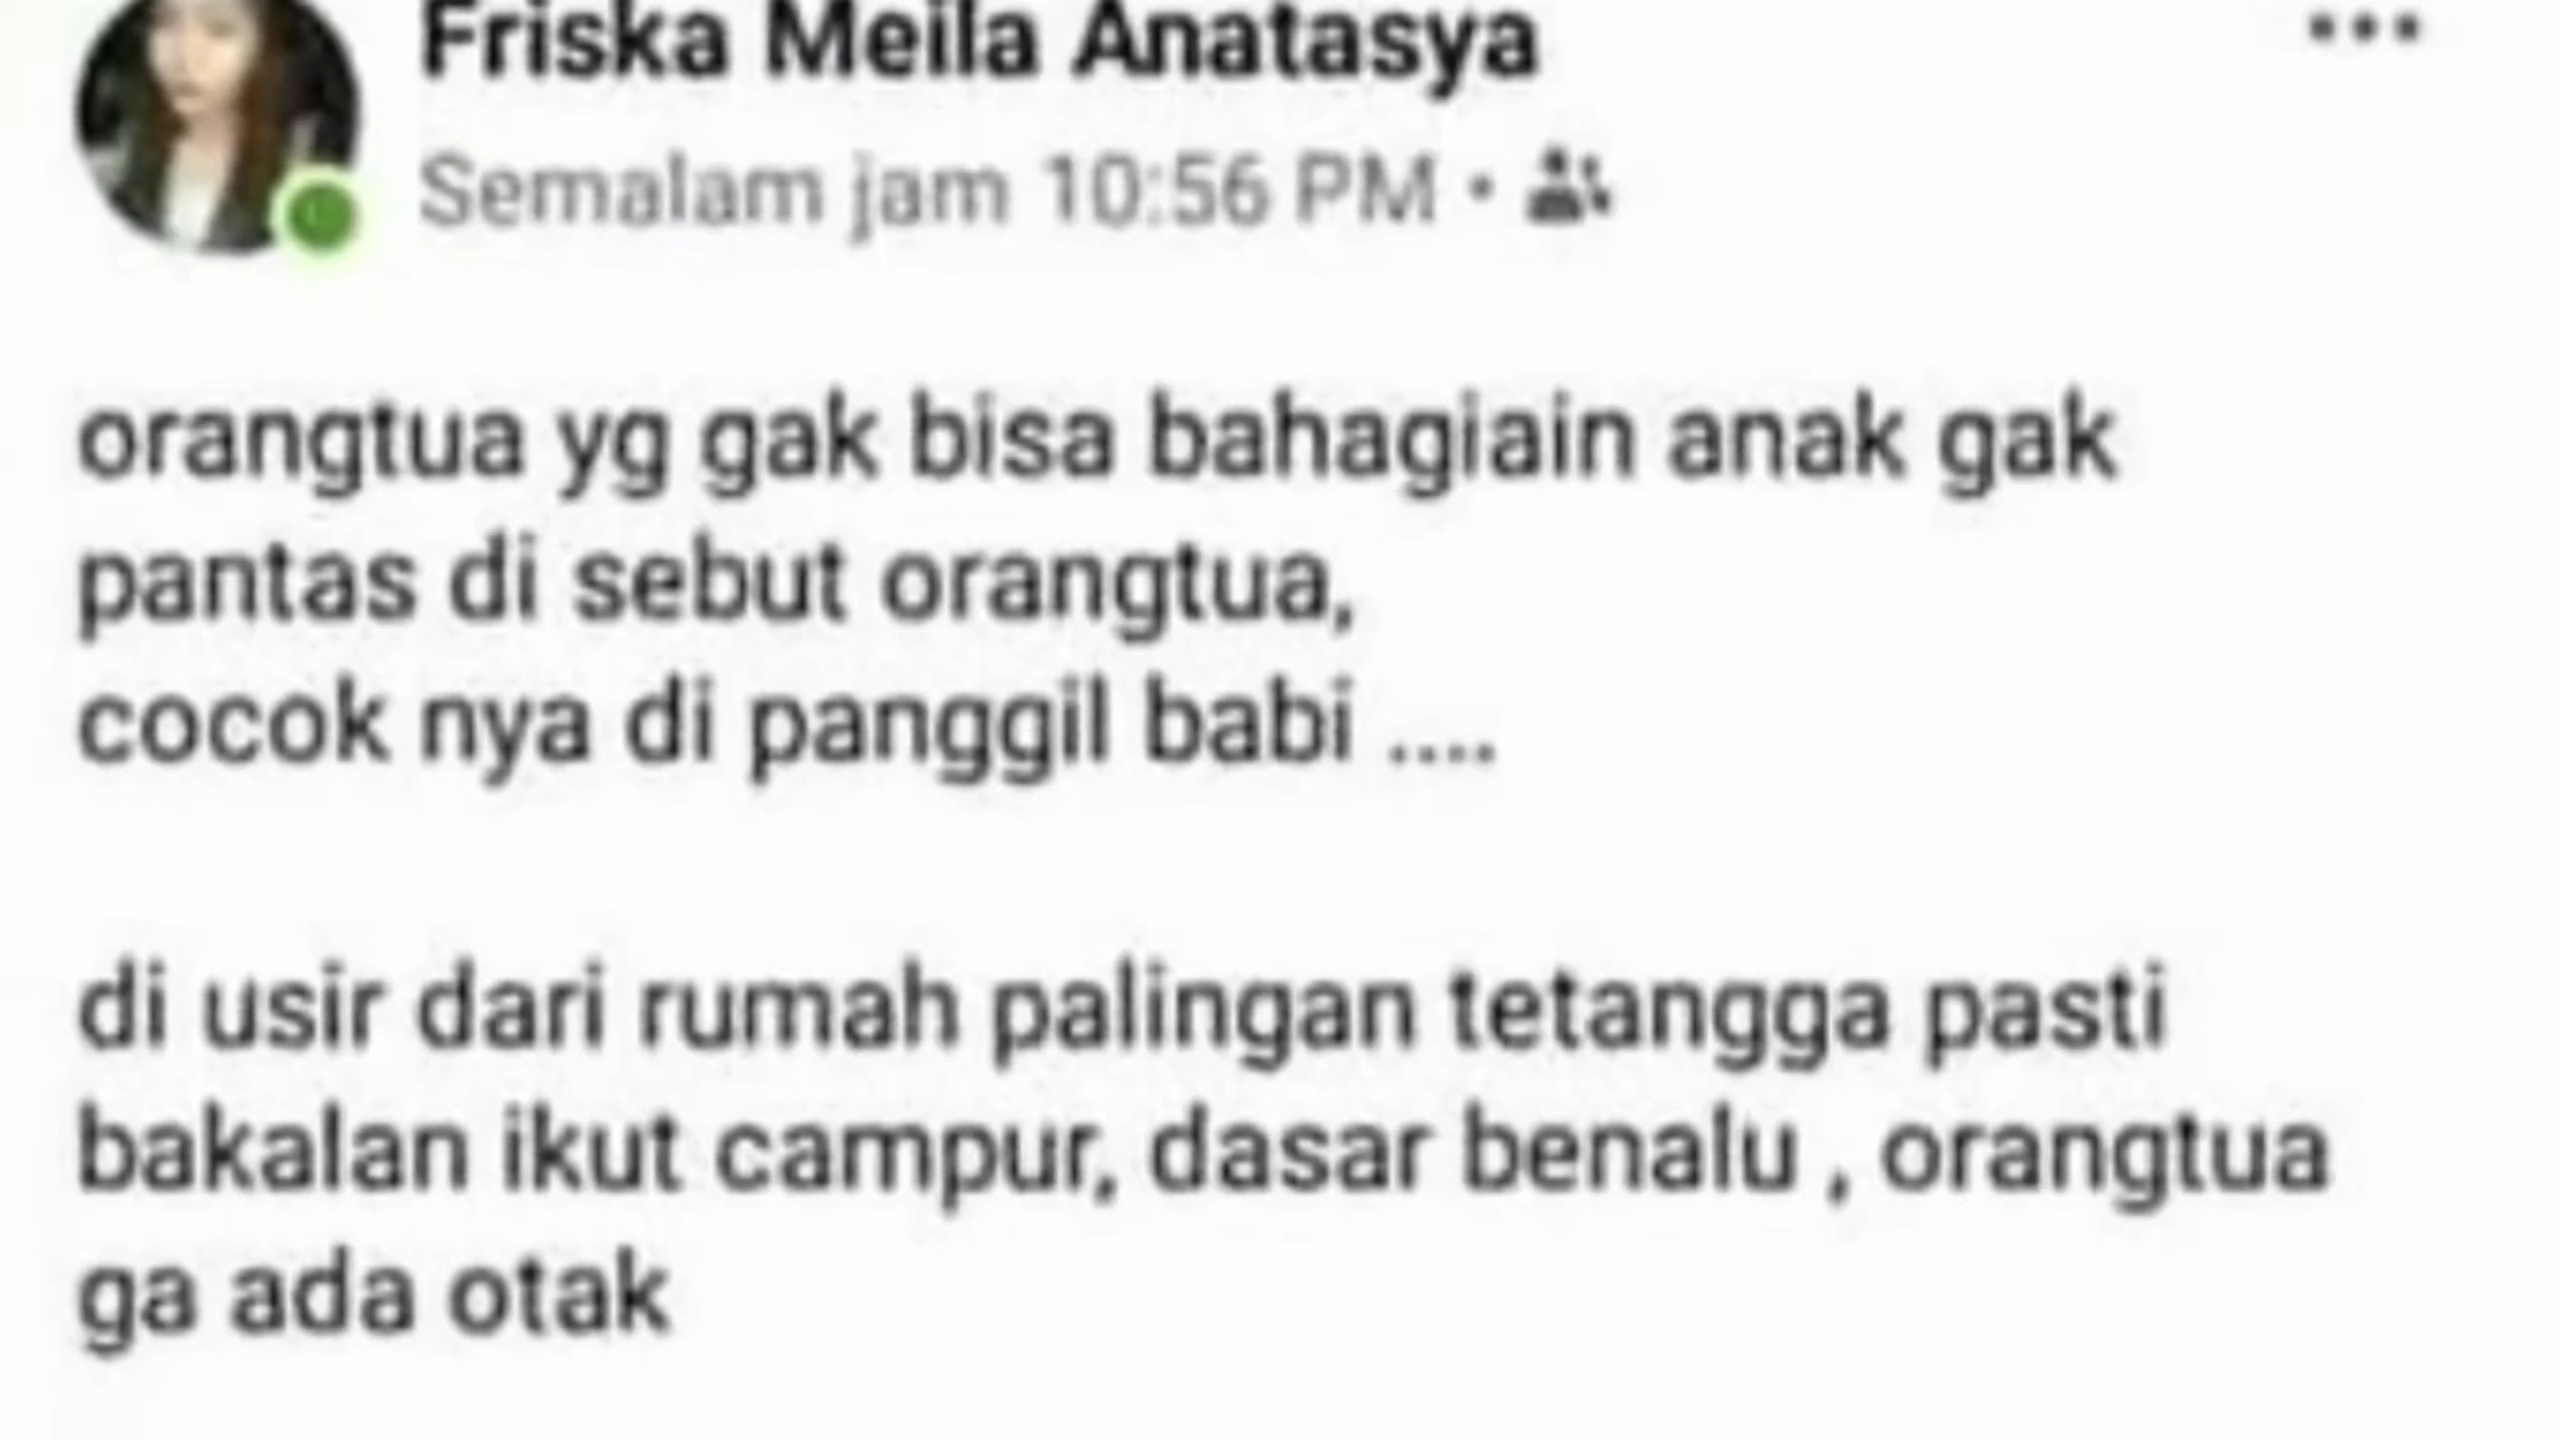 Friska Meila Anatasya
Semalam jam 10:56 PM •
orangtua yg gak bisa bahagiain anak gak
pantas di sebut orangtua,
cocok nya di panggil babi ....
di usir dari rumah palingan tetangga pasti
bakalan ikut campur, dasar benalu , orangtua
ga ada otak